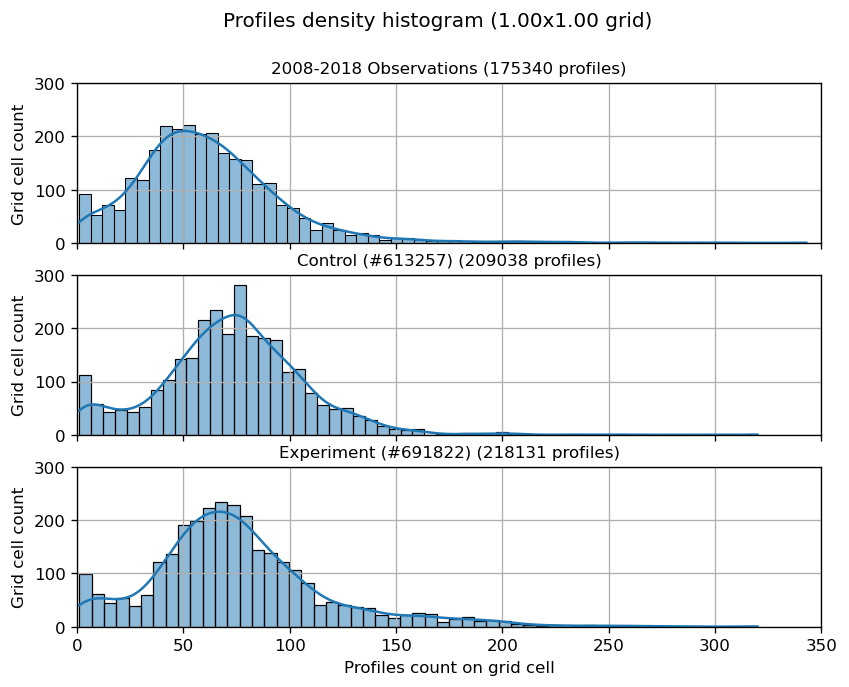 Profiles density histogram (1.00x1.00 grid)
2008-2018 Observations (175340 profiles)
300
200
100
0
Grid cell count
Control (#613257) (209038 profiles)
300
200
100
0
Grid cell count
Experiment (#691822) (218131 profiles)
300
200
100
0
Grid cell count
0 50 100 150 200 250 300 350
Profiles count on grid cell